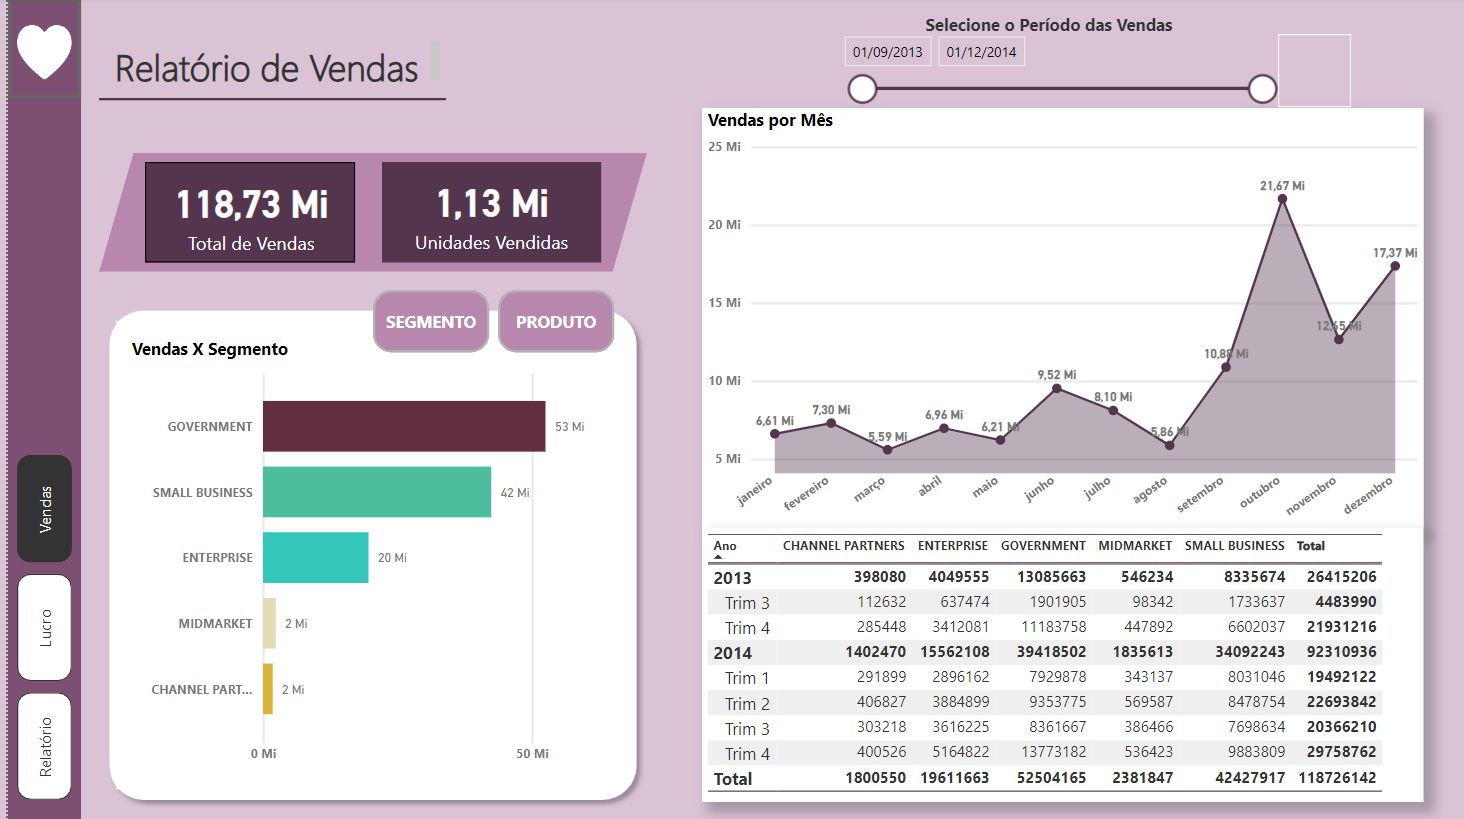 Relatório de Vendas
Selecione o Período das Vendas
01/09/2013 01/12/2014
118,73 Mi
Total de Vendas
1,13 Mi
Unidades Vendidas
SEGMENTO PRODUTO
Vendas X Segmento
GOVERNMENT 53 Mi
SMALL BUSINESS 42 Mi
ENTERPRISE 20 Mi
MIDMARKET 2 Mi
CHANNEL PART... 2 Mi
0 Mi 50 Mi
Vendas
Lucro
Relatório
Vendas por Mês
25 Mi
20 Mi
15 Mi
10 Mi
5 Mi
6,61 Mi
7,30 Mi
5,59 Mi
6,96 Mi
6,21 Mi
9,52 Mi
8,10 Mi
5,86 Mi
10,88 Mi
21,67 Mi
12,65 Mi
17,37 Mi
janeiro fevereiro março abril maio junho julho agosto setembro outubro novembro dezembro
Ano CHANNEL PARTNERS ENTERPRISE GOVERNMENT MIDMARKET SMALL BUSINESS Total
2013 398080 4049555 13085663 546234 8335674 26415206
Trim 3 112632 637474 1901905 98342 1733637 4483990
Trim 4 285448 3412081 11183758 447892 6602037 21931216
2014 1402470 15562108 39418502 1835613 34092243 92310936
Trim 1 291899 2896162 7929878 343137 8031046 19492122
Trim 2 406827 3884899 9353775 569587 8478754 22693842
Trim 3 303218 3616225 8361667 386466 7698634 20366210
Trim 4 400526 5164822 13773182 536423 9883809 29758762
Total 1800550 19611663 52504165 2381847 42427917 118726142